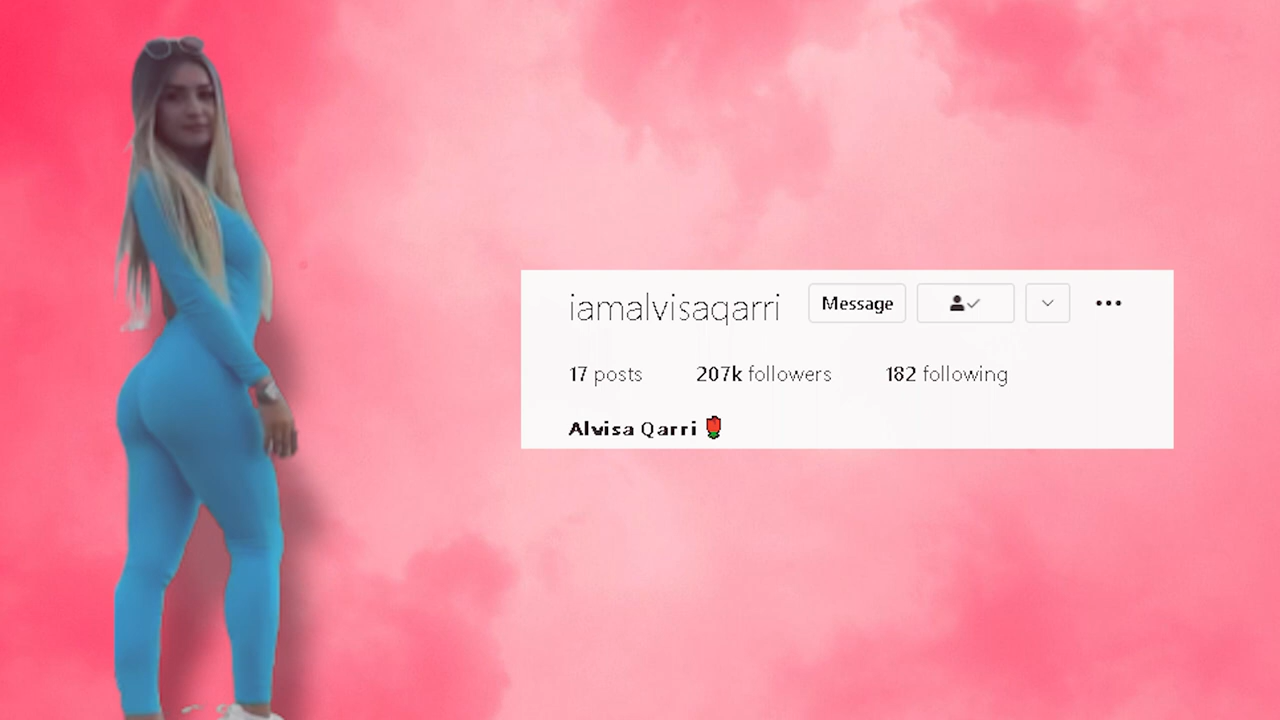 iamalvisaqarri Message
17 posts 207k followers 182 following
Alvisa Qarri 🌹